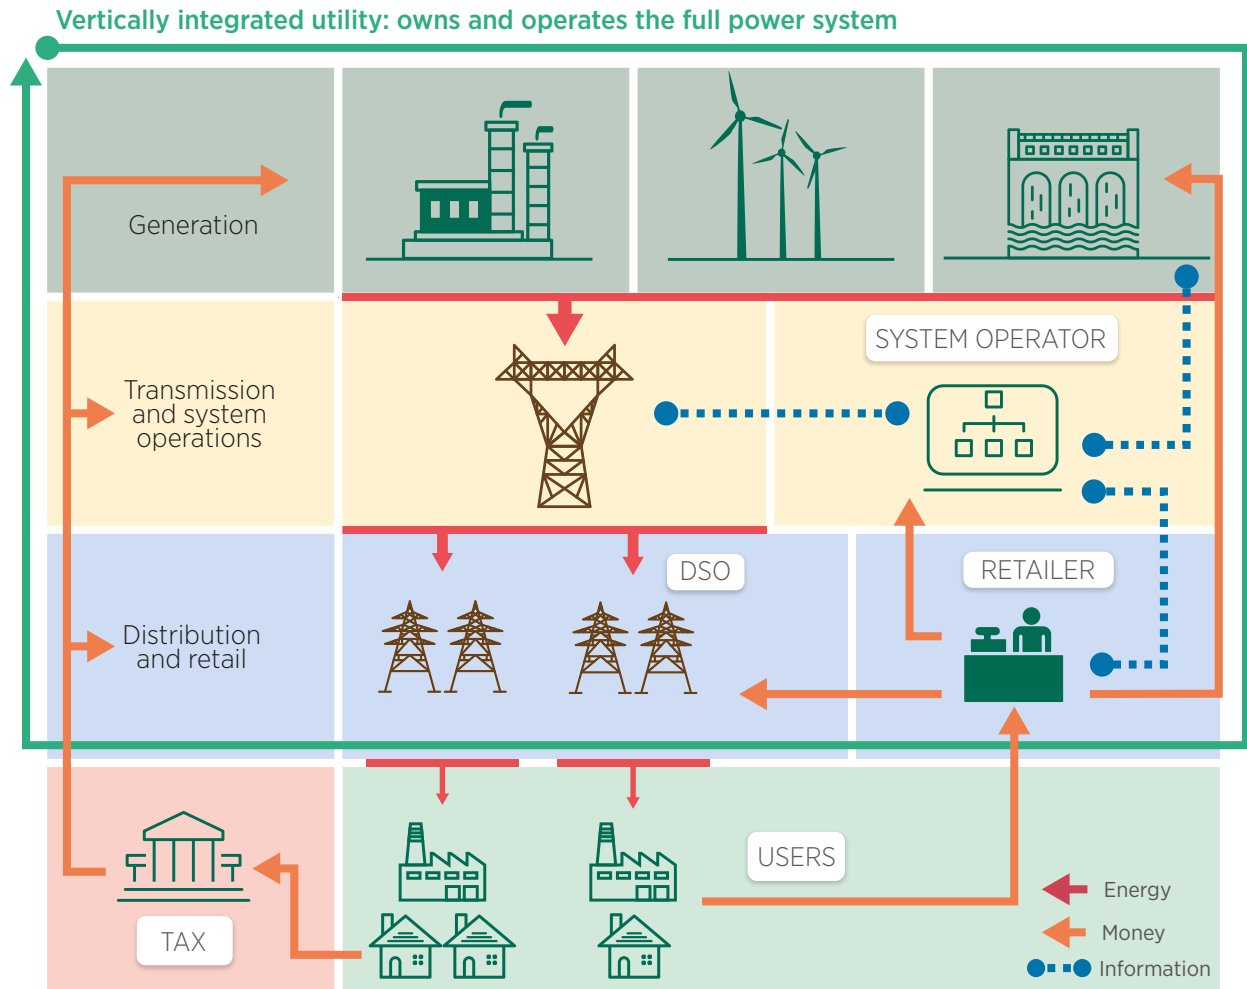 Vertically integrated utility: owns and operates the full power system
Generation
SYSTEM OPERATOR
Transmission
and system
operations
DSO
RETAILER
Distribution
and retail
USERS
TAX
Energy
Money
Information